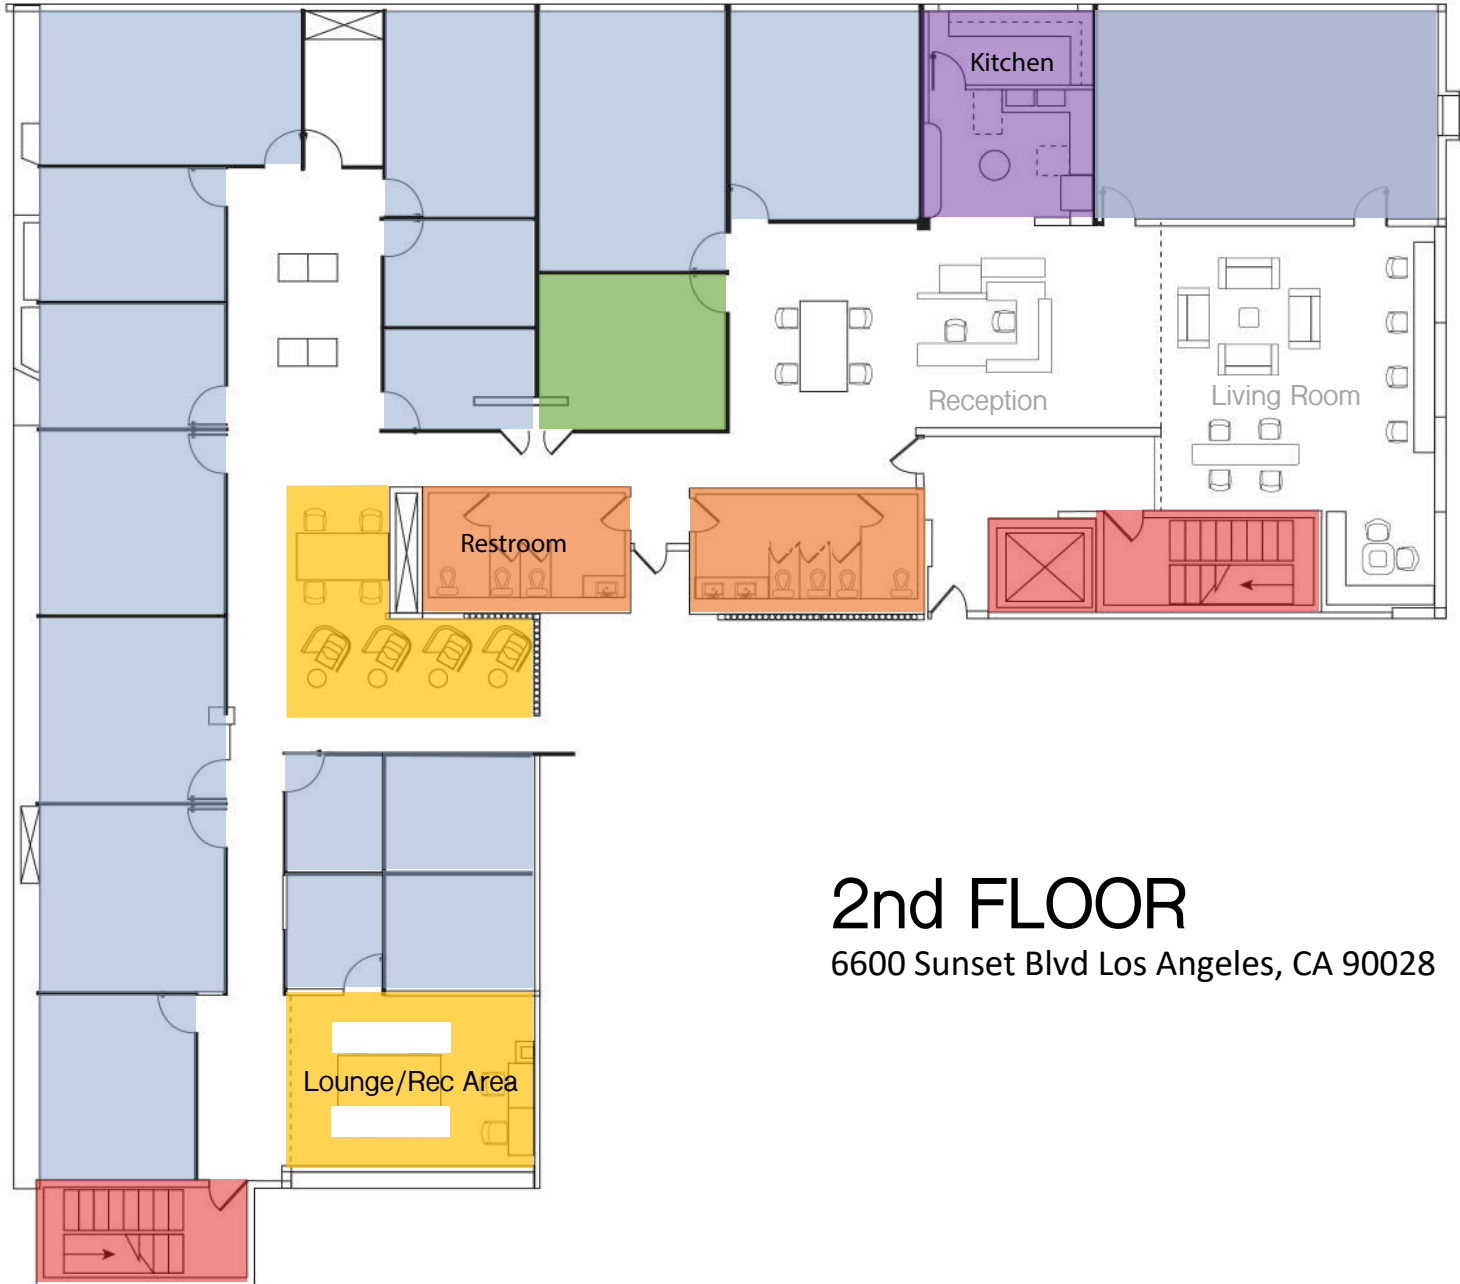 Kitchen
Reception
Living Room
Restroom
Lounge/Rec Area
2nd FLOOR
6600 Sunset Blvd Los Angeles, CA 90028